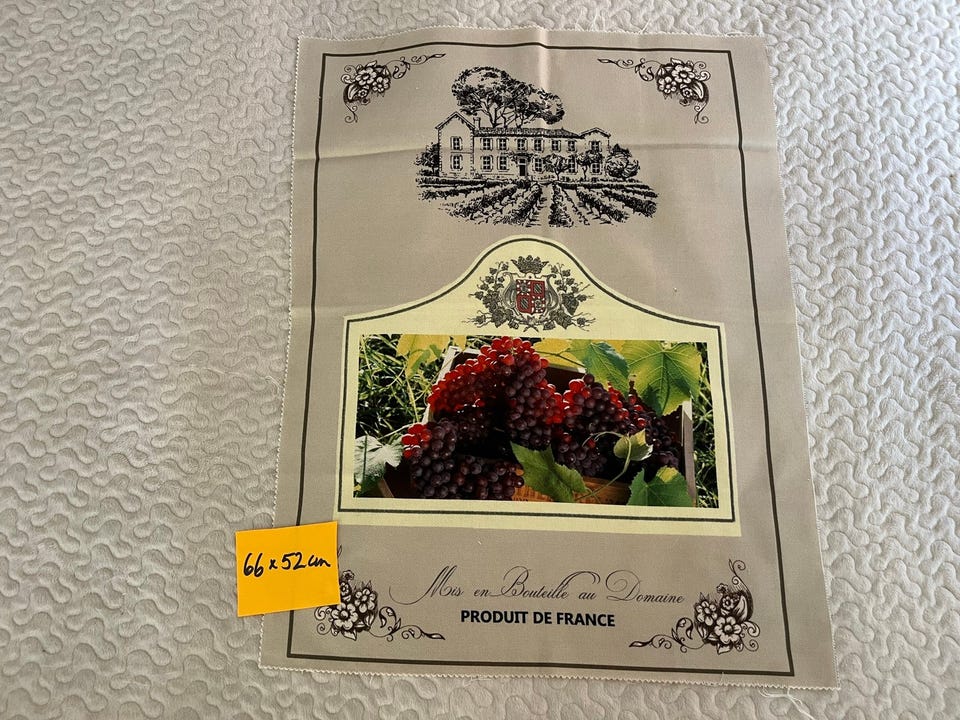 66 x 52 cm
Mis en Bouteille au Domaine
PRODUIT DE FRANCE